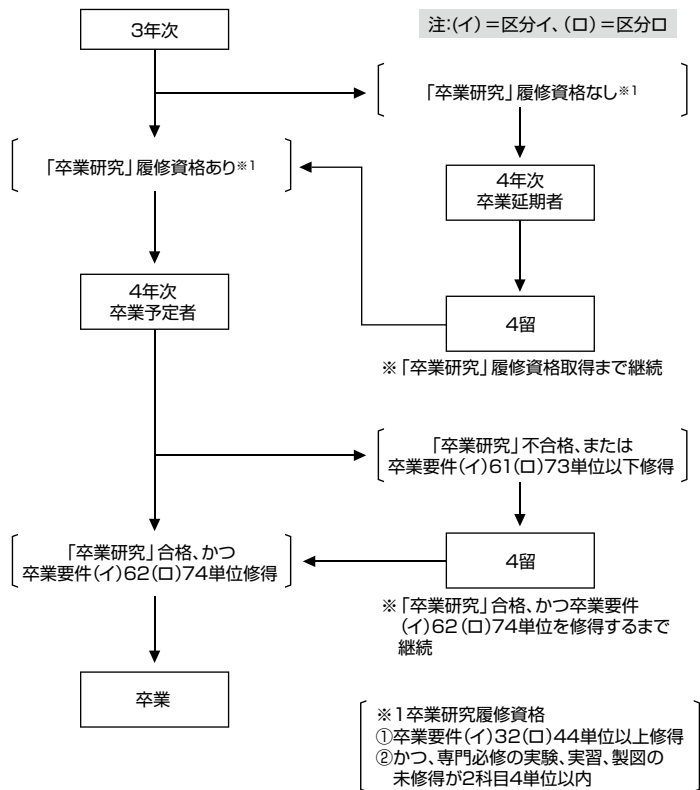 3年次
注:(イ)=区分イ、(ロ)=区分ロ
「卒業研究」履修資格なし※1
「卒業研究」履修資格あり※1
4年次
卒業延期者
4年次
卒業予定者
4留
※「卒業研究」履修資格取得まで継続
「卒業研究」不合格、または
卒業要件(イ)61(ロ)73単位以下修得
「卒業研究」合格、かつ
卒業要件(イ)62(ロ)74単位修得
4留
※「卒業研究」合格、かつ卒業要件
(イ)62(ロ)74単位を修得するまで
継続
卒業
※1卒業研究履修資格
①卒業要件(イ)32(ロ)44単位以上修得
②かつ、専門必修の実験、実習、製図の
未修得が2科目4単位以内